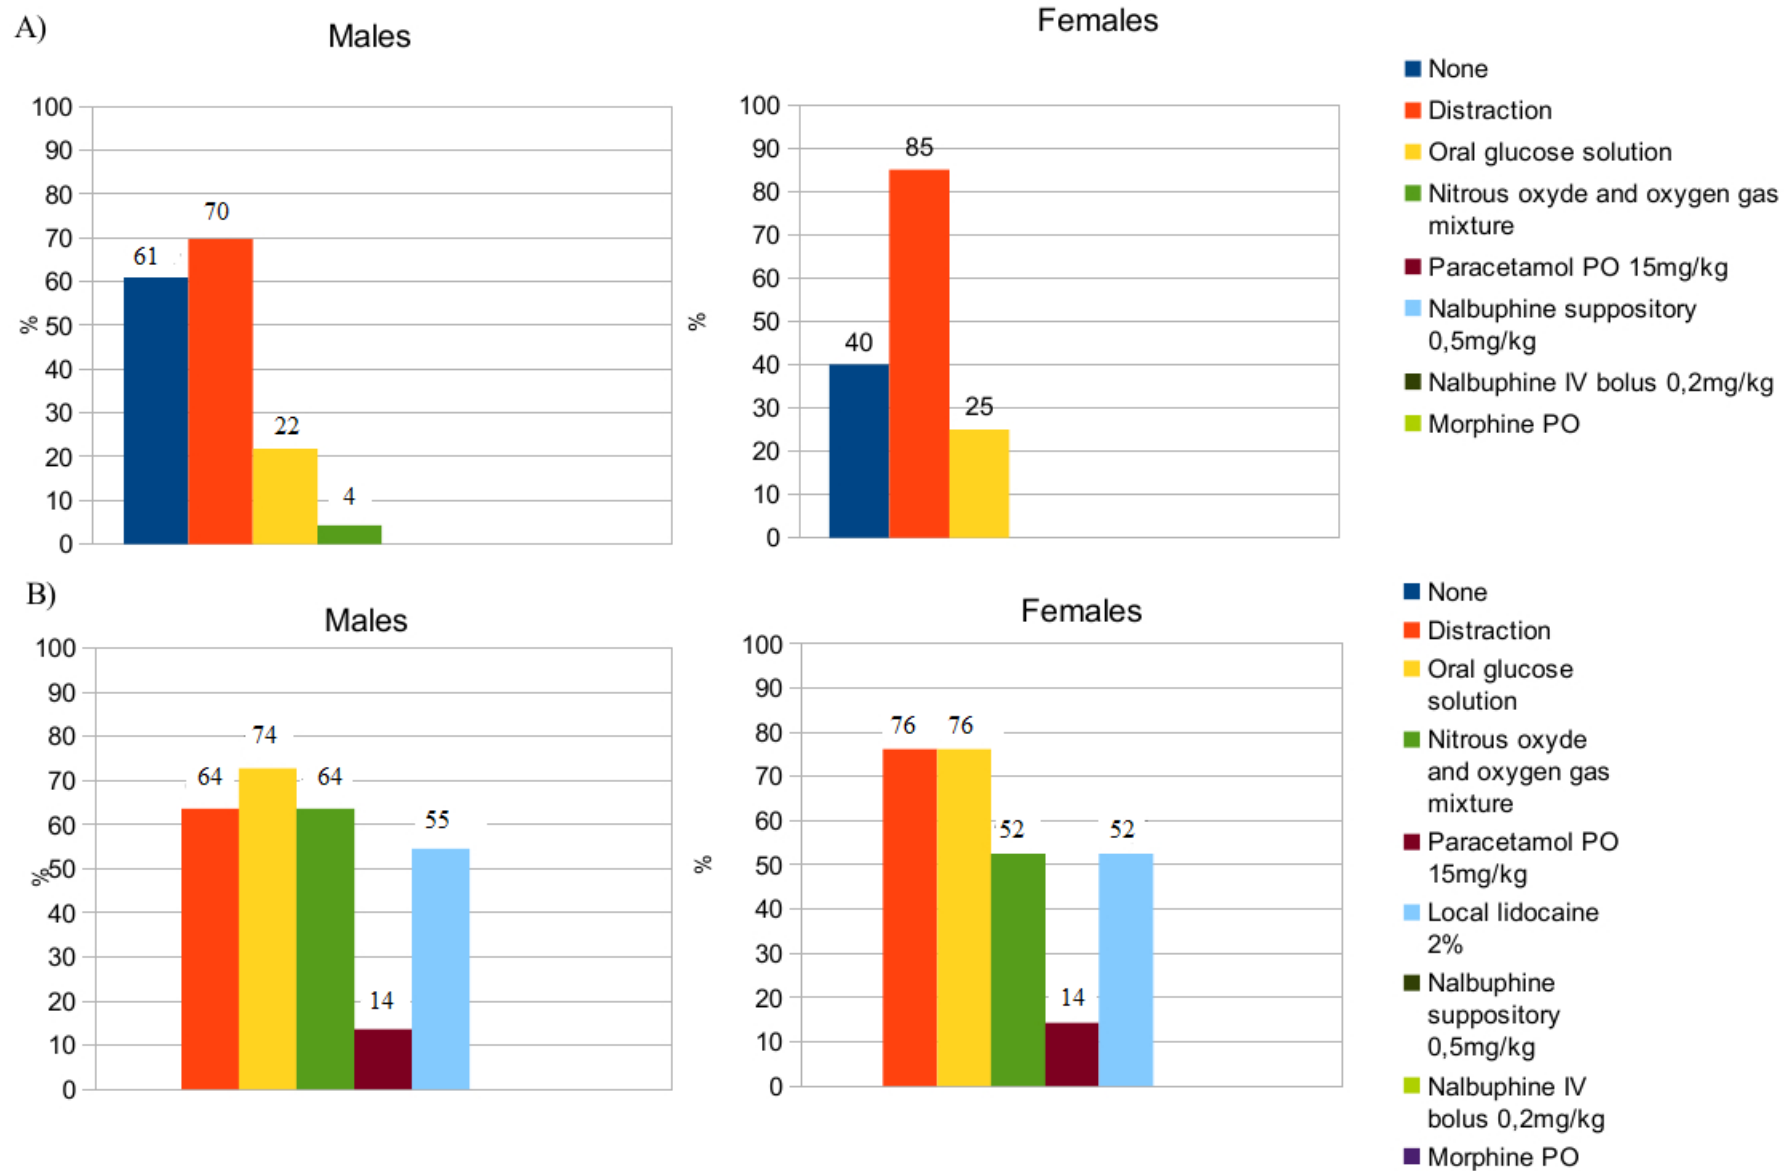 A)
Males
100
90
80
70
60
50
40
30
20
10
0
%
61
70
22
4
Females
100
90
80
70
60
50
40
30
20
10
0
%
40
85
25
None
Distraction
Oral glucose solution
Nitrous oxyde and oxygen gas
mixture
Paracetamol PO 15mg/kg
Nalbuphine suppository
0,5mg/kg
Nalbuphine IV bolus 0,2mg/kg
Morphine PO
B)
Males
100
90
80
70
60
50
40
30
20
10
0
%
64
74
64
14
55
Females
100
90
80
70
60
50
40
30
20
10
0
%
76
76
52
14
52
None
Distraction
Oral glucose
solution
Nitrous oxyde
and oxygen gas
mixture
Paracetamol PO
15mg/kg
Local lidocaine
2%
Nalbuphine
suppository
0,5mg/kg
Nalbuphine IV
bolus 0,2mg/kg
Morphine PO